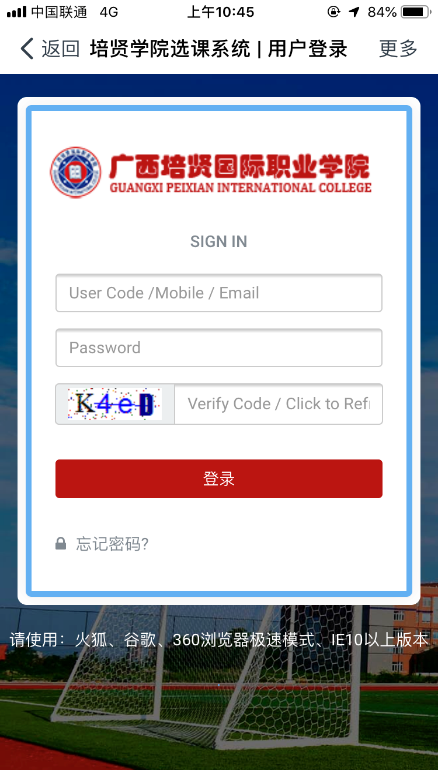 中国联通 4G 上午10:45 84%
返回 培贤学院选课系统 | 用户登录 更多
广西培贤国际职业学院
GUANGXI PEIXIAN INTERNATIONAL COLLEGE
SIGN IN
User Code /Mobile / Email
Password
K4eD Verify Code / Click to Refr
登录
忘记密码?
请使用：火狐、谷歌、360浏览器极速模式、IE10以上版本